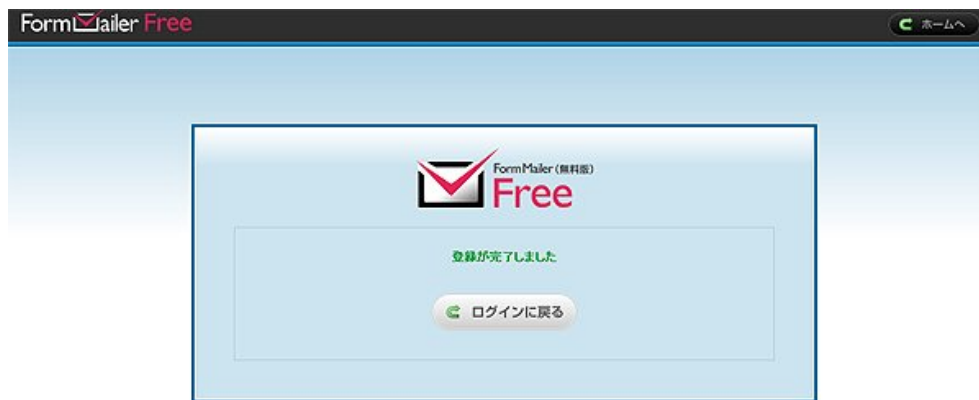 FormMailer Free
ホームへ
FormMailer(無料版)
Free
登録が完了しました
ログインに戻る